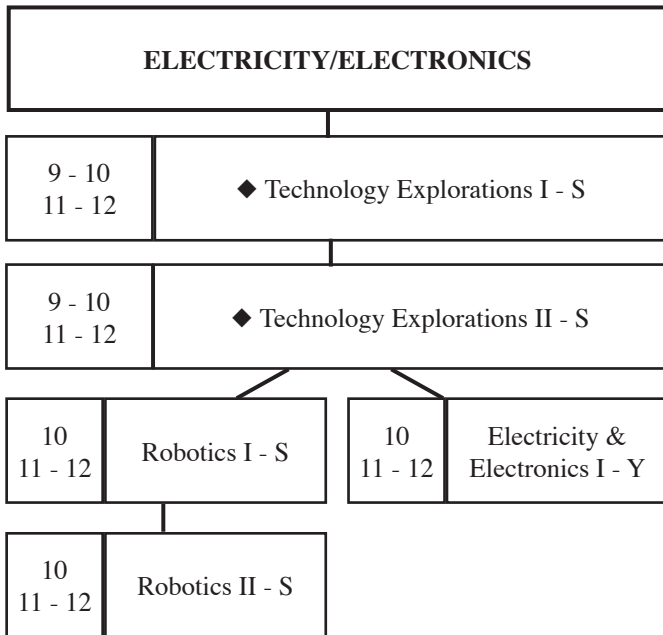 ELECTRICITY/ELECTRONICS
9 - 10
11 - 12
◆ Technology Explorations I - S
9 - 10
11 - 12
◆ Technology Explorations II - S
10
11 - 12
Robotics I - S
10
11 - 12
Electricity &
Electronics I - Y
10
11 - 12
Robotics II - S